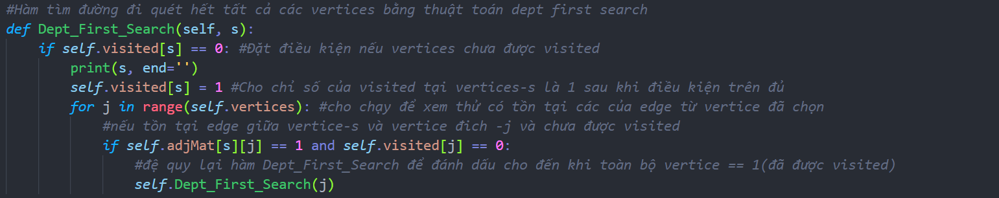 #Hàm tìm đường đi quét hết tất cả các vertices bằng thuật toán dept first search
def Dept_First_Search(self, s):
    if self.visited[s] == 0: #Đặt điều kiện nếu vertices chưa được visited
        print(s, end='')
        self.visited[s] = 1 #Cho chỉ số của visited tại vertices-s là 1 sau khi điều kiện trên đủ
        for j in range(self.vertices): #cho chạy để xem thử có tồn tại các của edge từ vertice đã chọn
            #nếu tồn tại edge giữa vertice-s và vertice đich -j và chưa được visited
            if self.adjMat[s][j] == 1 and self.visited[j] == 0:
                #đệ quy lại hàm Dept_First_Search để đánh dấu cho đến khi toàn bộ vertice == 1(đã được visited)
                self.Dept_First_Search(j)